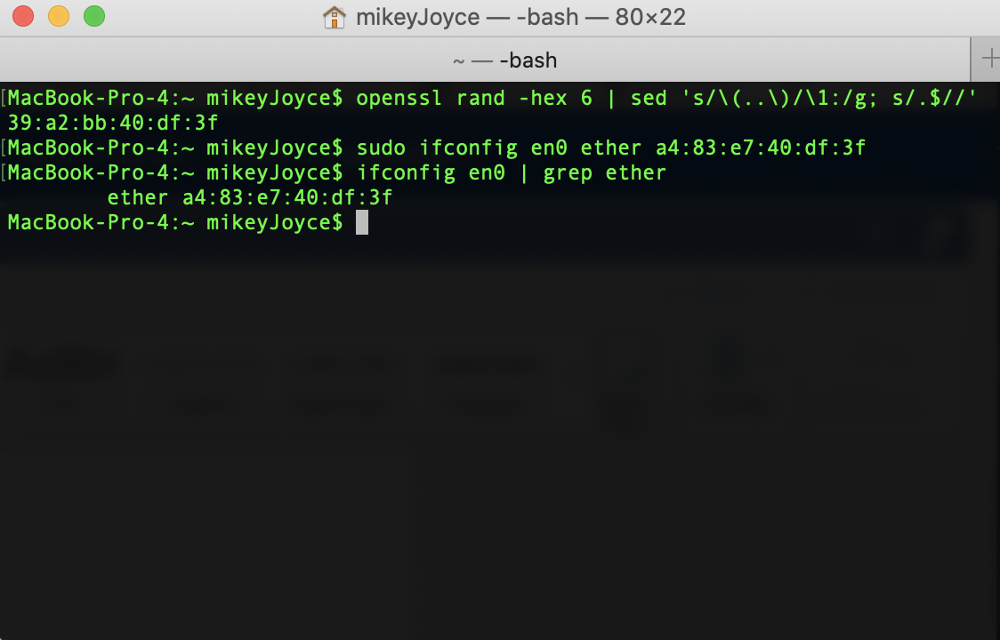 mikeyJoyce — -bash — 80×22
~ — -bash
[MacBook-Pro-4:~ mikeyJoyce$ openssl rand -hex 6 | sed 's/\(..\)/\1:/g; s/.$//'
39:a2:bb:40:df:3f
[MacBook-Pro-4:~ mikeyJoyce$ sudo ifconfig en0 ether a4:83:e7:40:df:3f
[MacBook-Pro-4:~ mikeyJoyce$ ifconfig en0 | grep ether
        ether a4:83:e7:40:df:3f
MacBook-Pro-4:~ mikeyJoyce$